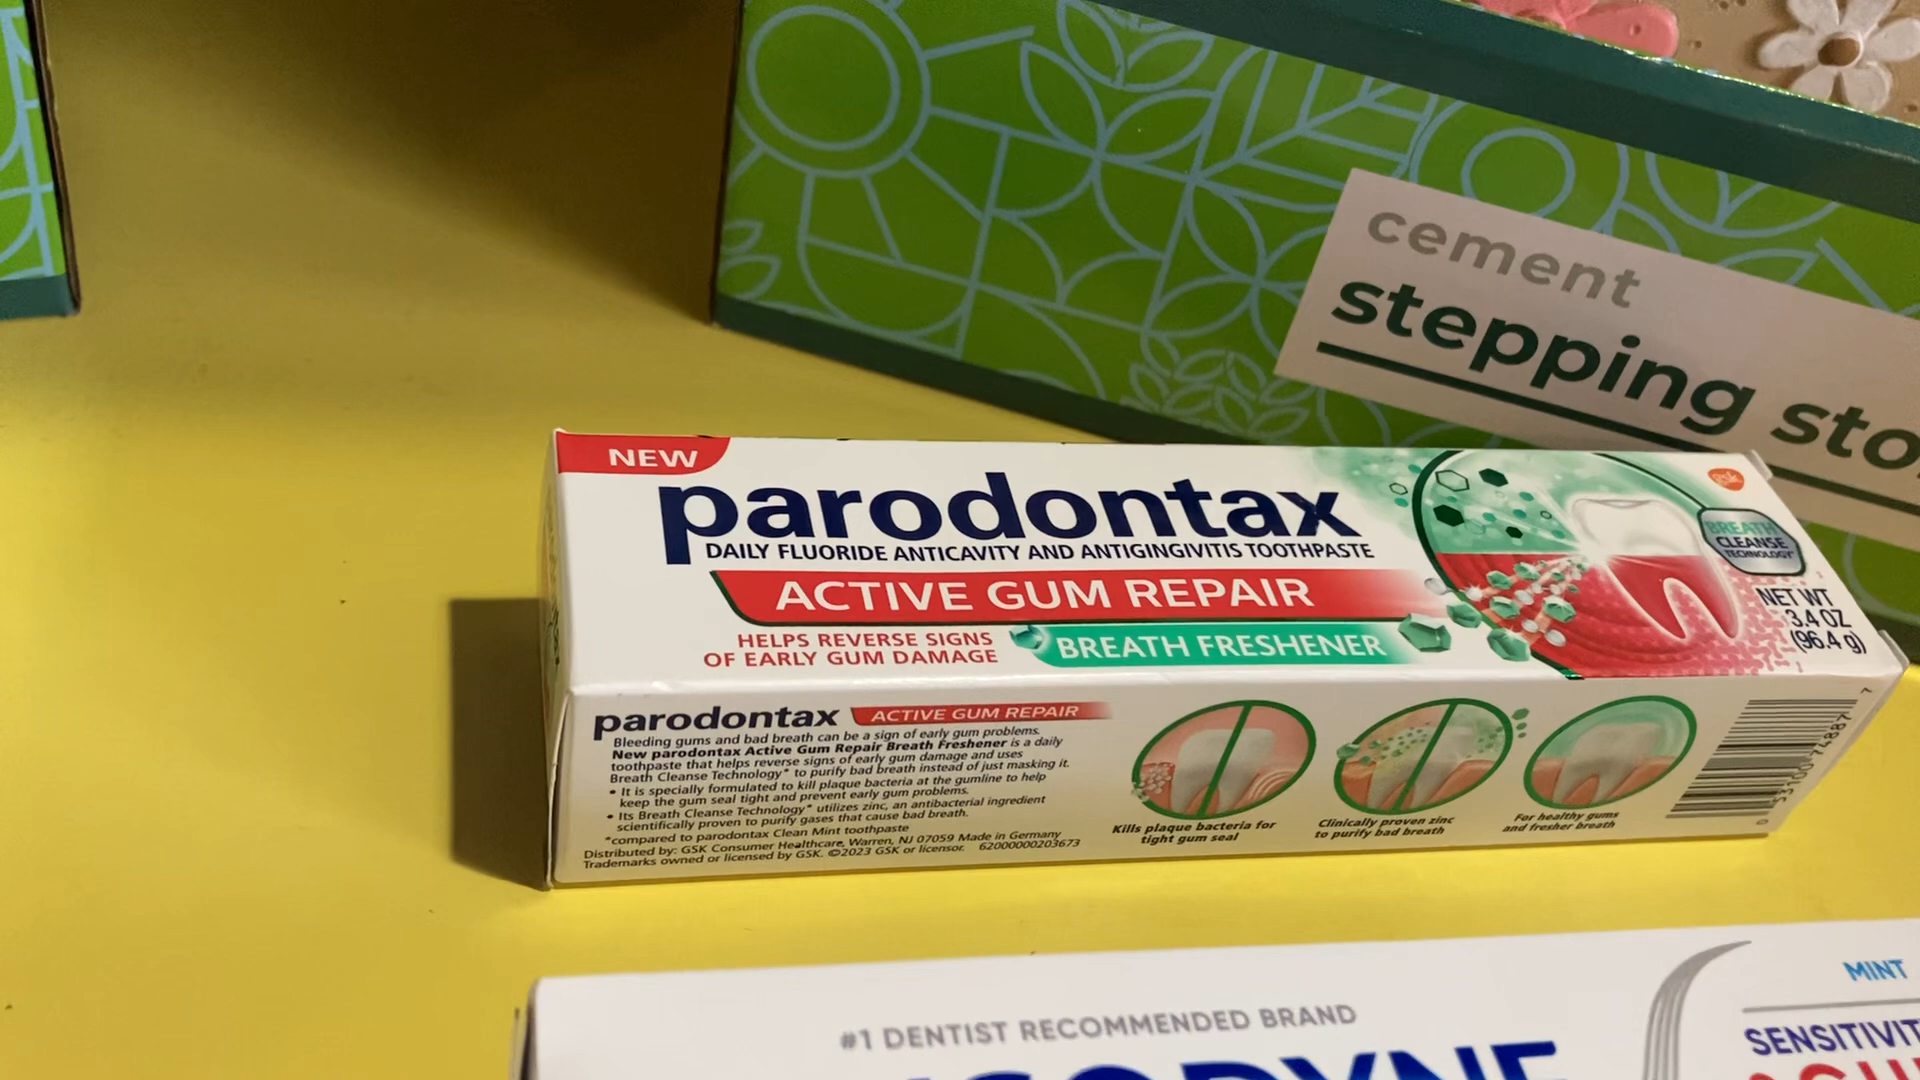 cement
stepping sto
NEW
parodontax
gsk
DAILY FLUORIDE ANTICAVITY AND ANTIGINGIVITIS TOOTHPASTE
ACTIVE GUM REPAIR
HELPS REVERSE SIGNS
OF EARLY GUM DAMAGE
BREATH FRESHENER
BREATH
CLEANSE
TECHNOLOGY*
NET WT
3.4 OZ
(96.4 g)
parodontax ACTIVE GUM REPAIR
Bleeding gums and bad breath can be a sign of early gum problems.
New parodontax Active Gum Repair Breath Freshener is a daily
toothpaste that helps reverse signs of early gum damage and uses
Breath Cleanse Technology* to purify bad breath instead of just masking it.
• It is specially formulated to kill plaque bacteria at the gumline to help
keep the gum seal tight and prevent early gum problems.
• Its Breath Cleanse Technology* utilizes zinc, an antibacterial ingredient
scientifically proven to purify gases that cause bad breath.
*compared to parodontax Clean Mint toothpaste
Distributed by: GSK Consumer Healthcare, Warren, NJ 07059 Made in Germany
Trademarks owned or licensed by GSK. ©2023 GSK or licensor. 62000000203673
Kills plaque bacteria for
tight gum seal
Clinically proven zinc
to purify bad breath
For healthy gums
and fresher breath
0 53100 74887 7
#1 DENTIST RECOMMENDED BRAND
MINT
SENSITIVIT